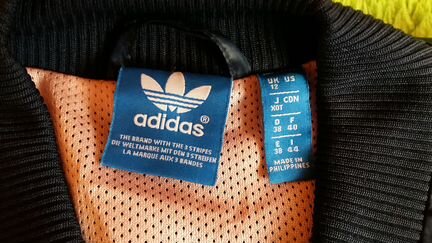 adidas®
THE BRAND WITH THE 3 STRIPES
DIE WELTMARKE MIT DEN 3 STREIFEN
LA MARQUE AUX 3 BANDES
UK US
12
J CDN
XOT
D F
38 40
E I
38 44
MADE IN
PHILIPPINES